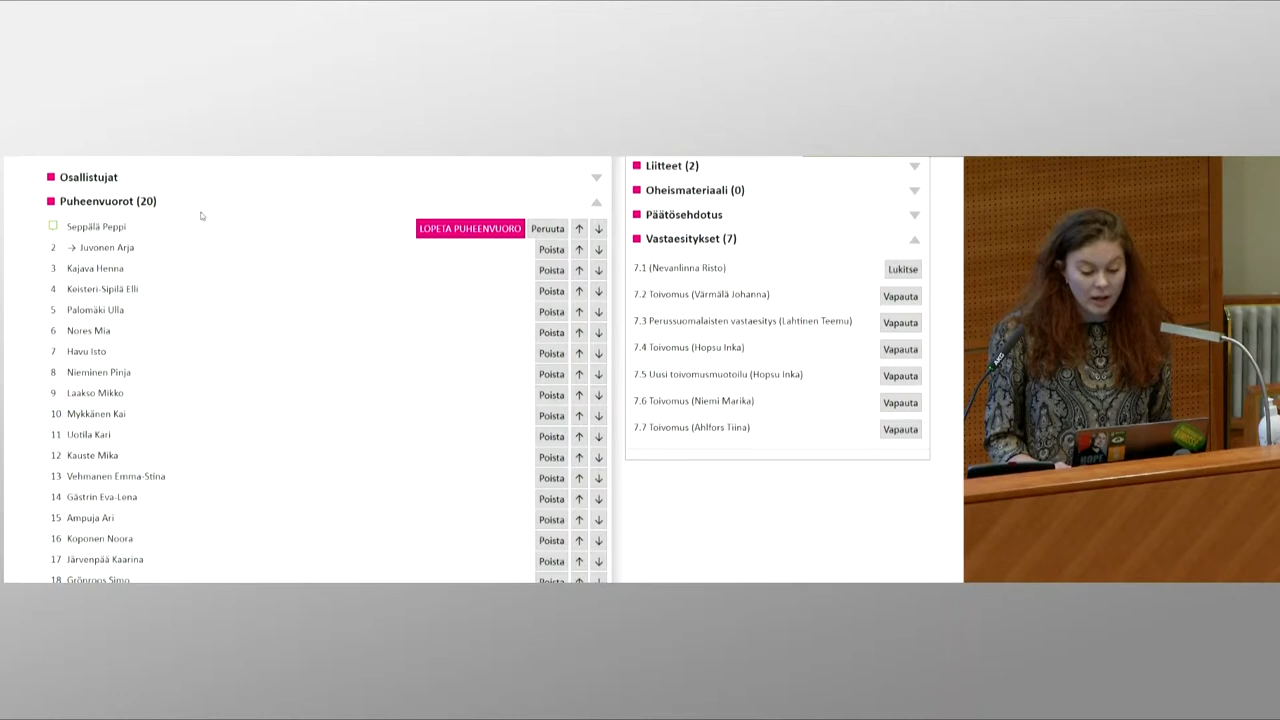 Osallistujat
Puheenvuorot (20)
Seppälä Peppi LOPETA PUHEENVUORO Peruuta
2 → Juvonen Arja Poista
3 Kajava Henna Poista
4 Keisteri-Sipilä Elli Poista
5 Palomäki Ulla Poista
6 Nores Mia Poista
7 Havu Isto Poista
8 Nieminen Pinja Poista
9 Laakso Mikko Poista
10 Mykkänen Kai Poista
11 Uotila Kari Poista
12 Kauste Mika Poista
13 Vehmanen Emma-Stina Poista
14 Gästrin Eva-Lena Poista
15 Ampuja Ari Poista
16 Koponen Noora Poista
17 Järvenpää Kaarina Poista
18 Grönroos Simo Poista
Liitteet (2)
Oheismateriaali (0)
Päätösehdotus
Vastaesitykset (7)
7.1 (Nevanlinna Risto) Lukitse
7.2 Toivomus (Värmälä Johanna) Vapauta
7.3 Perussuomalaisten vastaesitys (Lahtinen Teemu) Vapauta
7.4 Toivomus (Hopsu Inka) Vapauta
7.5 Uusi toivomusmuotoilu (Hopsu Inka) Vapauta
7.6 Toivomus (Niemi Marika) Vapauta
7.7 Toivomus (Ahlfors Tiina) Vapauta
AKG
HOPE